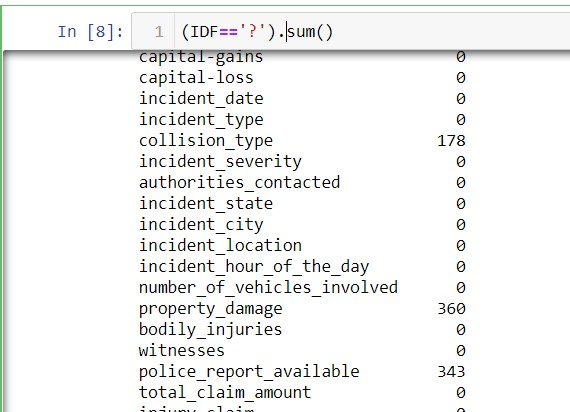 In [8]: 1 (IDF=='?').sum()
capital-gains 0
capital-loss 0
incident_date 0
incident_type 0
collision_type 178
incident_severity 0
authorities_contacted 0
incident_state 0
incident_city 0
incident_location 0
incident_hour_of_the_day 0
number_of_vehicles_involved 0
property_damage 360
bodily_injuries 0
witnesses 0
police_report_available 343
total_claim_amount 0
injury_claim